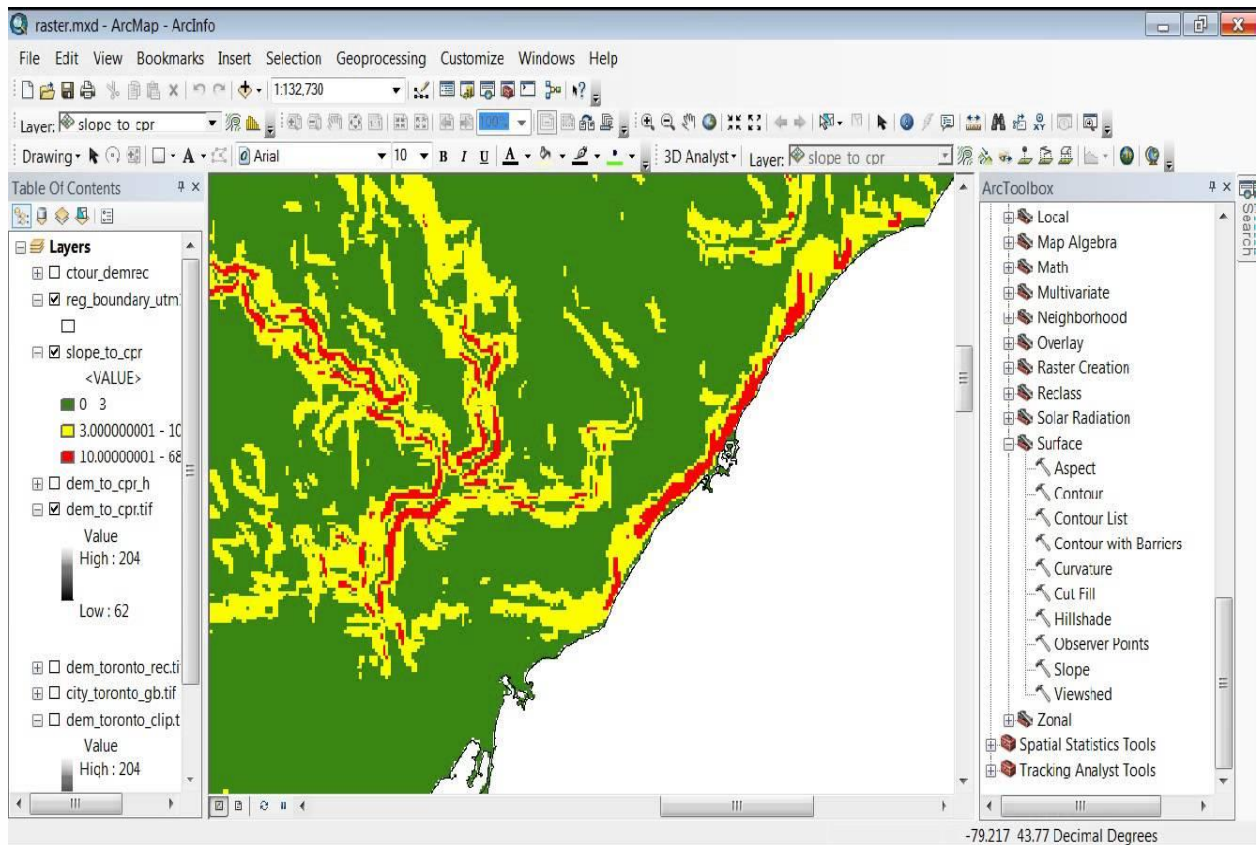 raster.mxd - ArcMap - ArcInfo
File Edit View Bookmarks Insert Selection Geoprocessing Customize Windows Help
1:132,730
Layer: slope to cpr 100%
Drawing A Arial 10 B I U A 3D Analyst Layer: slope to cpr
Table Of Contents
Layers
ctour_demrec
reg_boundary_utm
slope_to_cpr
<VALUE>
0 3
3.000000001 - 10
10.00000001 - 68
dem_to_cpr_h
dem_to_cpr.tif
Value
High : 204
Low : 62
dem_toronto_rec.ti
city_toronto_gb.tif
dem_toronto_clip.t
Value
High : 204
ArcToolbox
Local
Map Algebra
Math
Multivariate
Neighborhood
Overlay
Raster Creation
Reclass
Solar Radiation
Surface
Aspect
Contour
Contour List
Contour with Barriers
Curvature
Cut Fill
Hillshade
Observer Points
Slope
Viewshed
Zonal
Spatial Statistics Tools
Tracking Analyst Tools
Search
-79.217 43.77 Decimal Degrees